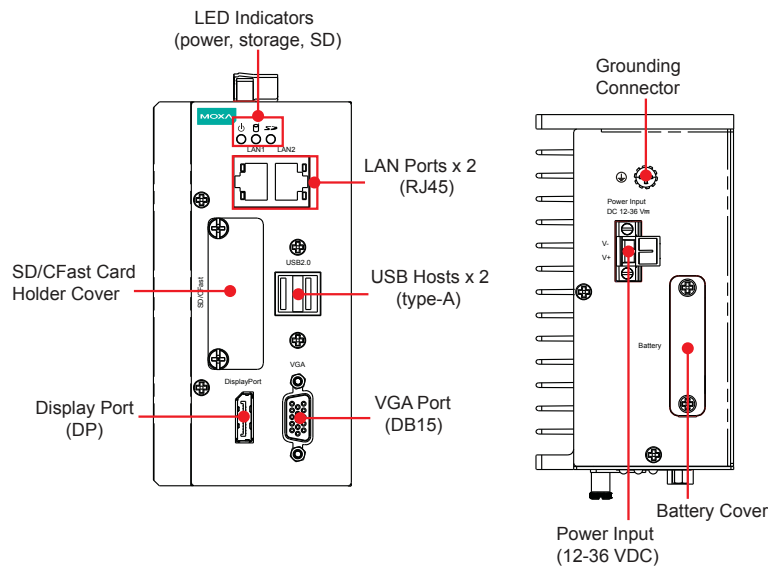 LED Indicators
(power, storage, SD)
MOXA
LAN1
LAN2
LAN Ports x 2
(RJ45)
SD/CFast Card
Holder Cover
SD/CFast
USB2.0
USB Hosts x 2
(type-A)
VGA
DisplayPort
Display Port
(DP)
VGA Port
(DB15)
Grounding
Connector
Power Input
DC 12-36 V⎓
V-
V+
Battery
Battery Cover
Power Input
(12-36 VDC)